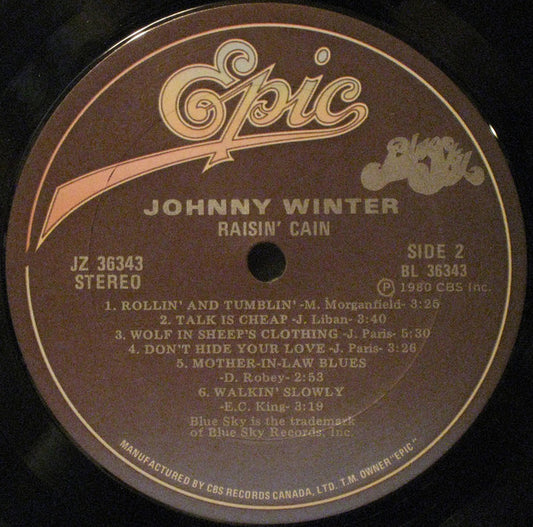 Epic
Blue Sky
JOHNNY WINTER
RAISIN' CAIN
JZ 36343
STEREO
SIDE 2
BL 36343
Ⓟ 1980 CBS Inc.
1. ROLLIN' AND TUMBLIN' -M. Morganfield- 3:25
2. TALK IS CHEAP -J. Liban- 3:40
3. WOLF IN SHEEP'S CLOTHING -J. Paris- 5:30
4. DON'T HIDE YOUR LOVE -J. Paris- 3:26
5. MOTHER-IN-LAW BLUES
-D. Robey- 2:53
6. WALKIN' SLOWLY
-E.C. King- 3:19
Blue Sky is the trademark
of Blue Sky Records, Inc.
MANUFACTURED BY CBS RECORDS CANADA, LTD. T.M. OWNER "EPIC"